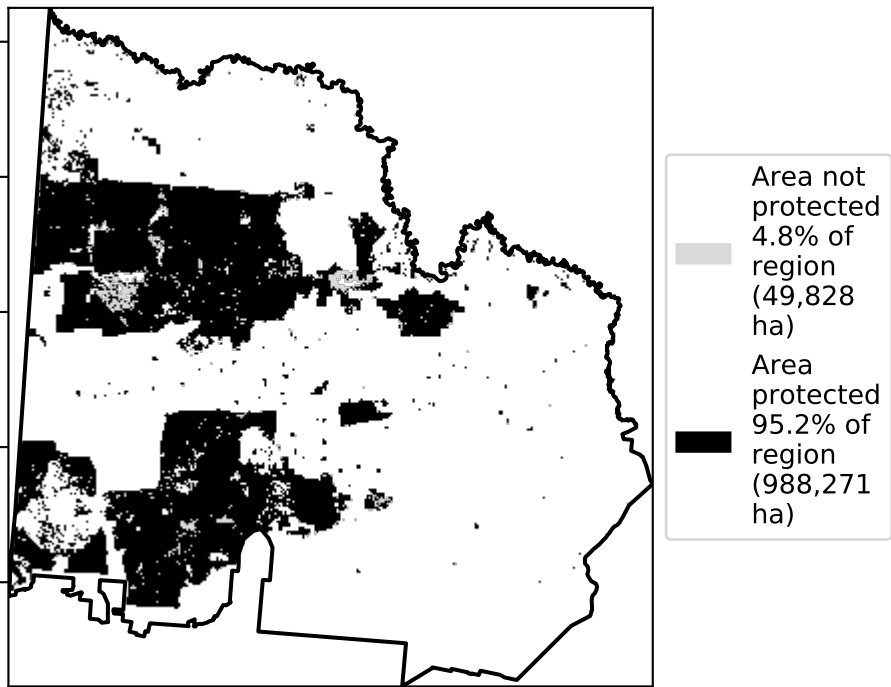 Area not
protected
4.8% of
region
(49,828
ha)
Area
protected
95.2% of
region
(988,271
ha)